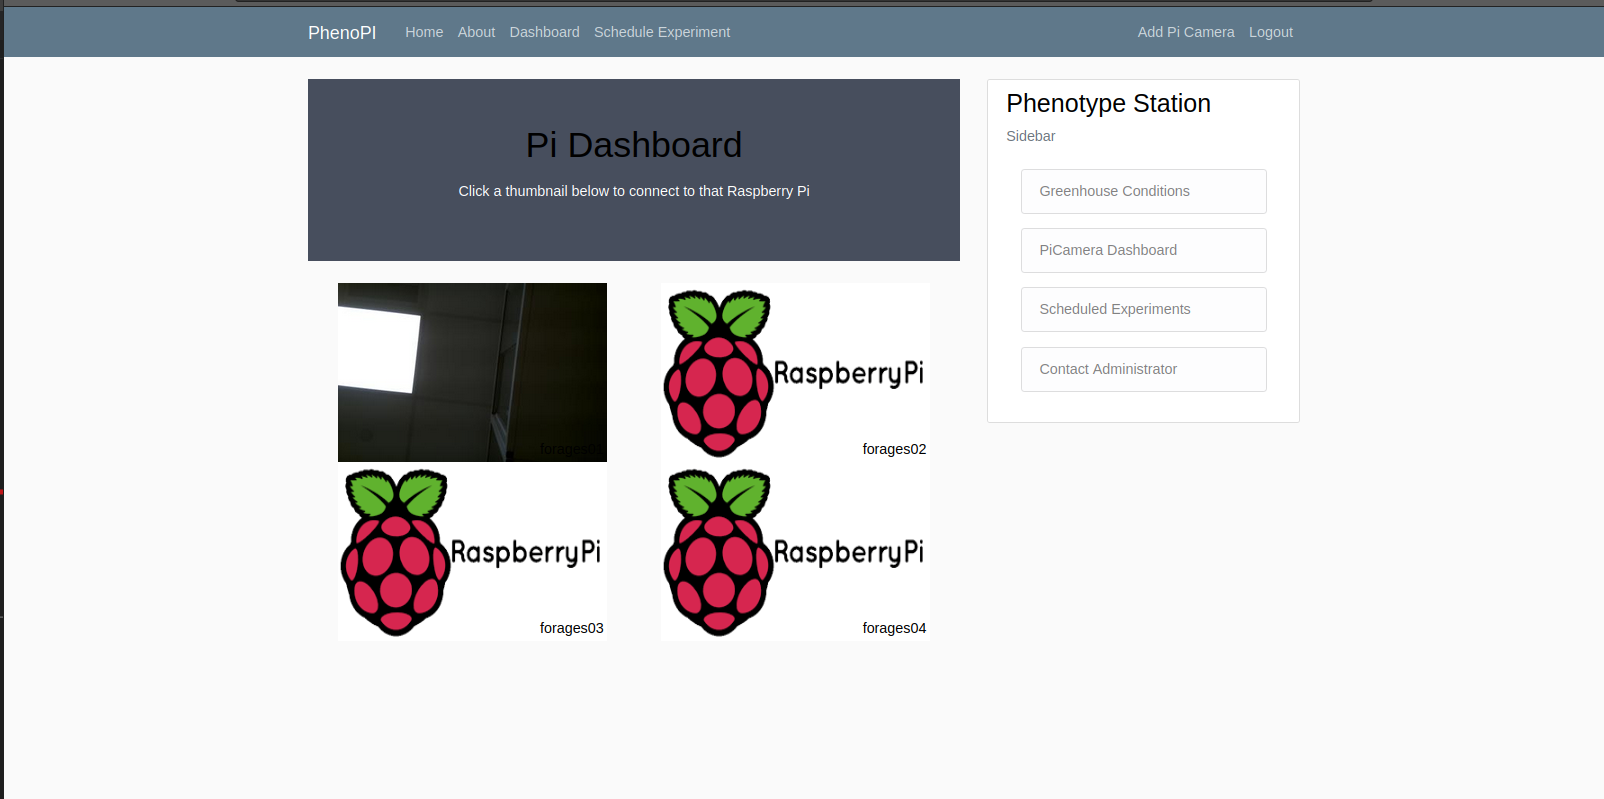 PhenoPI Home About Dashboard Schedule Experiment Add Pi Camera Logout
Pi Dashboard
Click a thumbnail below to connect to that Raspberry Pi
RaspberryPi
forages01
forages02
RaspberryPi
forages03
RaspberryPi
forages04
Phenotype Station
Sidebar
Greenhouse Conditions
PiCamera Dashboard
Scheduled Experiments
Contact Administrator